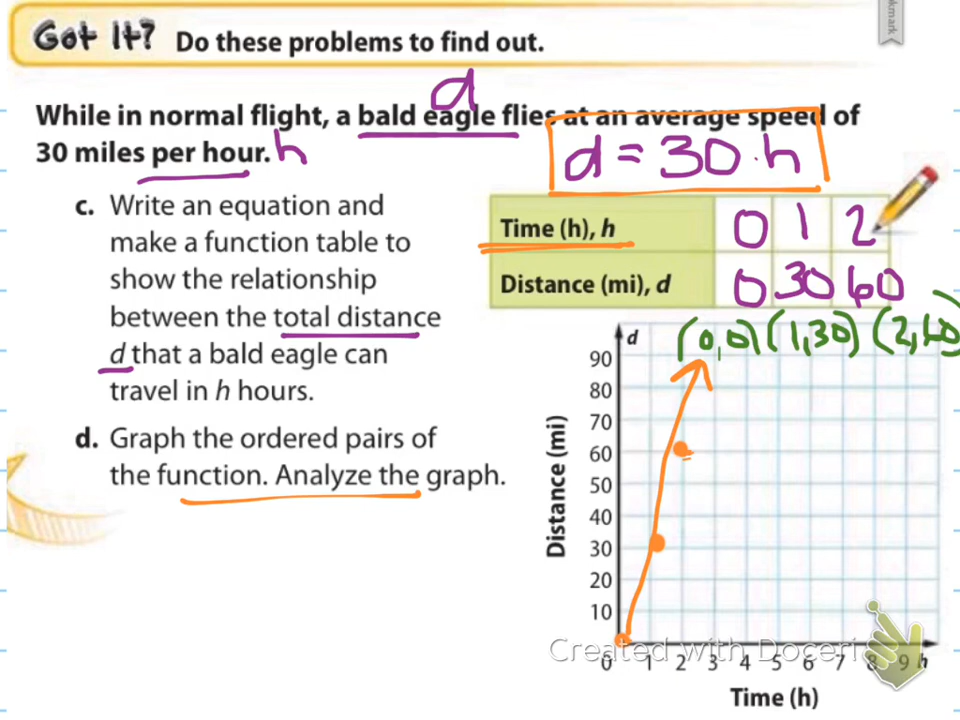 Got It? Do these problems to find out.
While in normal flight, a bald eagle flies at an average speed of
30 miles per hour.
d
h
d = 30 · h
c. Write an equation and
make a function table to
show the relationship
between the total distance
d that a bald eagle can
travel in h hours.
d. Graph the ordered pairs of
the function. Analyze the graph.
Time (h), h 0 1 2
Distance (mi), d 0 30 60
(0,0) (1,30) (2,60)
d
90
80
70
60
50
40
30
20
10
0 1 2 3 4 5 6 7 8 9 h
Distance (mi)
Time (h)
Created with Doceri